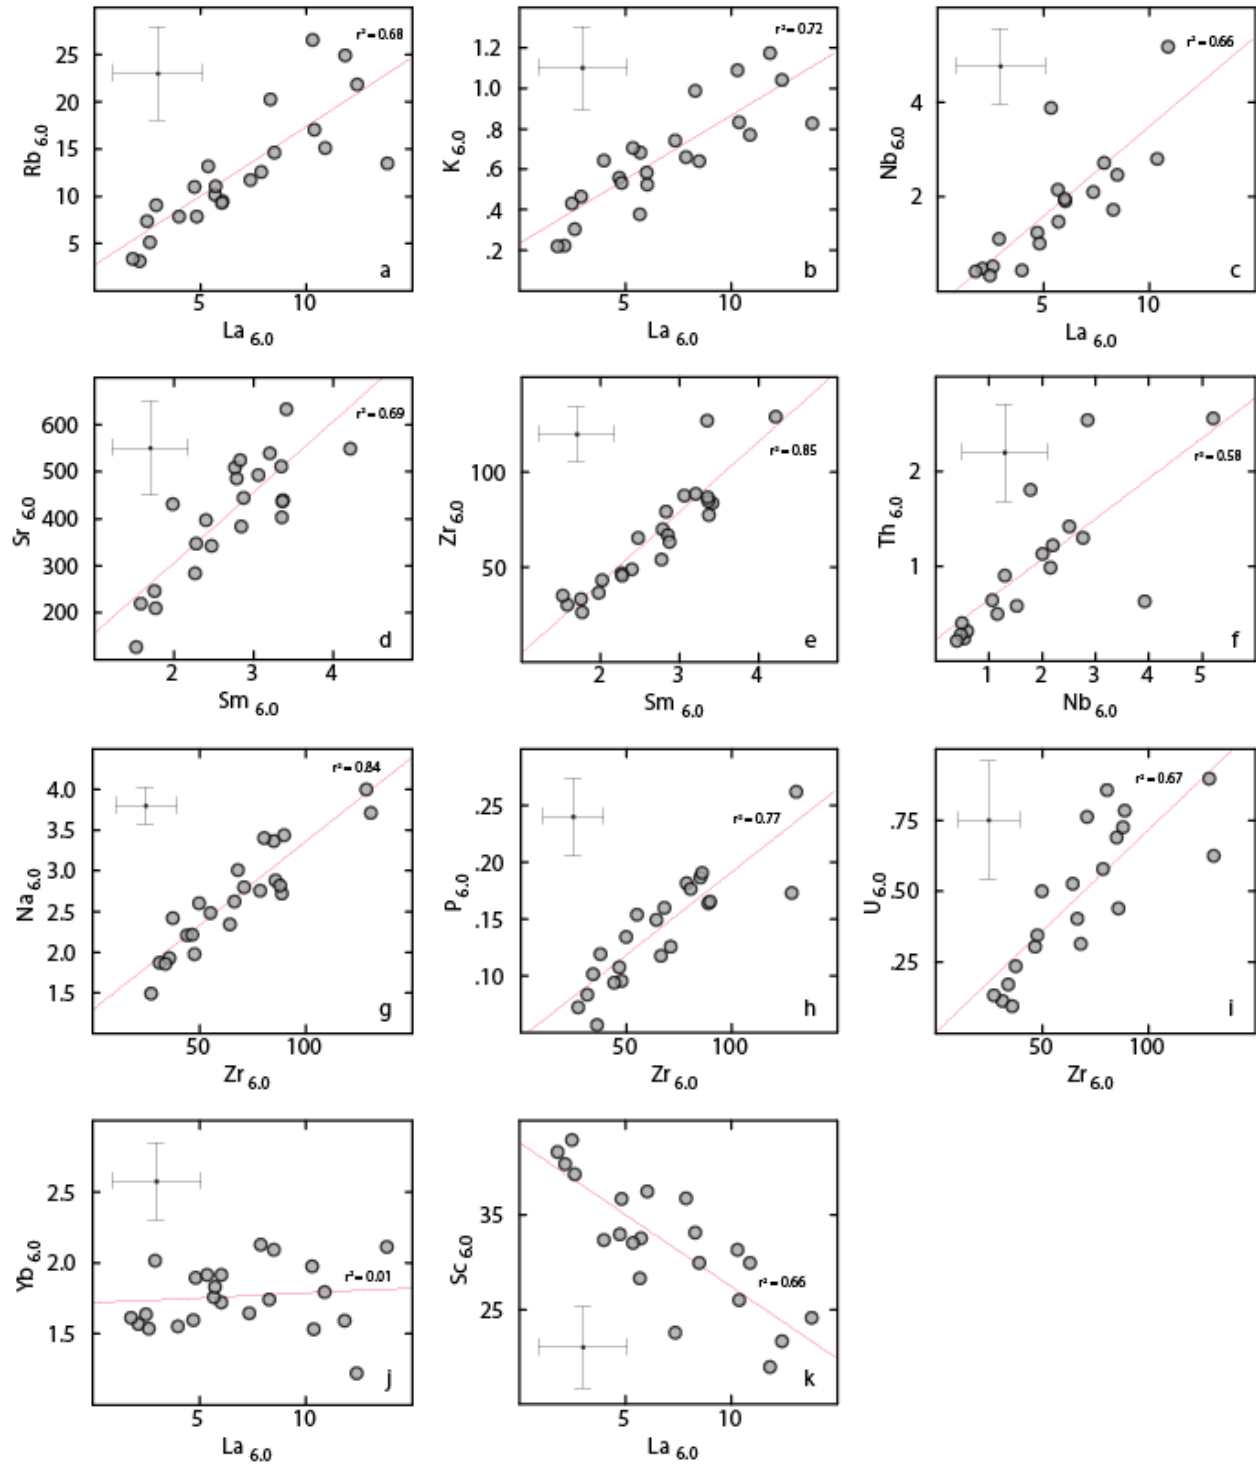 r² = 0.68
25
20
15
10
5
Rb 6.0
a
5 10
La 6.0
r² = 0.72
1.2
1.0
.8
.6
.4
.2
K 6.0
b
5 10
La 6.0
r² = 0.66
4
2
Nb 6.0
c
5 10
La 6.0
r² = 0.69
600
500
400
300
200
Sr 6.0
d
2 3 4
Sm 6.0
r² = 0.85
100
50
Zr 6.0
e
2 3 4
Sm 6.0
r² = 0.58
2
1
Th 6.0
f
1 2 3 4 5
Nb 6.0
r² = 0.84
4.0
3.5
3.0
2.5
2.0
1.5
Na 6.0
g
50 100
Zr 6.0
r² = 0.77
.25
.20
.15
.10
P 6.0
h
50 100
Zr 6.0
r² = 0.67
.75
.50
.25
U 6.0
i
50 100
Zr 6.0
r² = 0.01
2.5
2.0
1.5
Yb 6.0
j
5 10
La 6.0
r² = 0.66
35
25
Sc 6.0
k
5 10
La 6.0